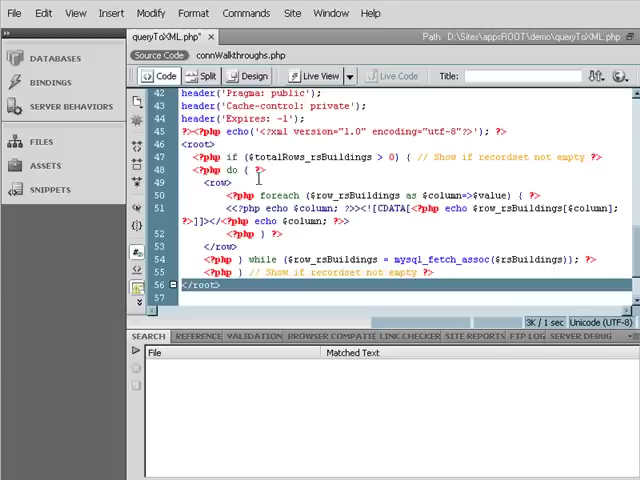 File Edit View Insert Modify Format Commands Site Window Help
queryToXML.php* × Path: D:\Sites\appsROOT\demo\queryToXML.php
Source Code connWalkthroughs.php
Code Split Design Live View Live Code Title:
DATABASES
BINDINGS
SERVER BEHAVIORS
FILES
ASSETS
SNIPPETS
42 header('Pragma: public');
43 header('Cache-control: private');
44 header('Expires: -1');
45 ?><?php echo('<?xml version="1.0" encoding="utf-8"?>'); ?>
46 <root>
47 <?php if ($totalRows_rsBuildings > 0) { // Show if recordset not empty ?>
48 <?php do { ?>
49 <row>
50 <?php foreach ($row_rsBuildings as $column=>$value) { ?>
51 <<?php echo $column; ?>><![CDATA[<?php echo $row_rsBuildings[$column];
?>]]></<?php echo $column; ?>>
52 <?php } ?>
53 </row>
54 <?php } while ($row_rsBuildings = mysql_fetch_assoc($rsBuildings)); ?>
55 <?php } // Show if recordset not empty ?>
56 </root>
57
3K / 1 sec Unicode (UTF-8)
SEARCH REFERENCE VALIDATION BROWSER COMPATIE LINK CHECKER SITE REPORTS FTP LOG SERVER DEBUG
File Matched Text